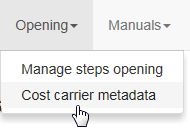 Opening Manuals
Manage steps opening
Cost carrier metadata